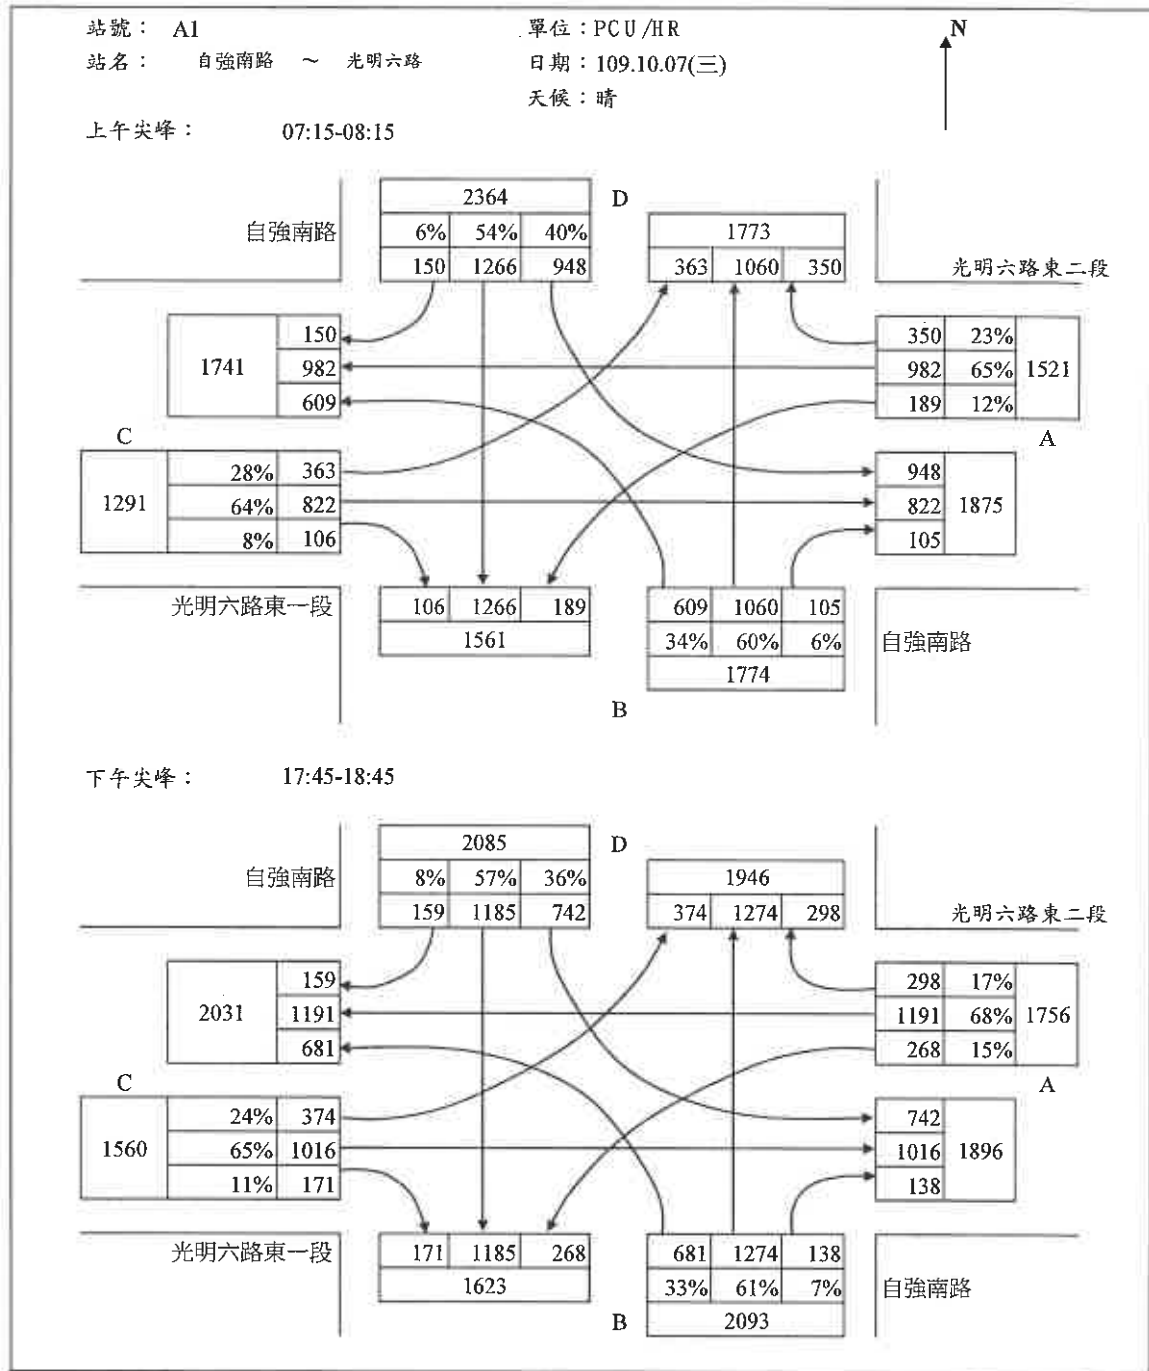 站號： A1 單位：PCU/HR N
站名： 自強南路 ～ 光明六路 日期：109.10.07(三)
天候：晴
上午尖峰： 07:15-08:15
2364 D
自強南路 6% 54% 40% 1773
150 1266 948 363 1060 350 光明六路東二段
150 350 23%
1741 982 982 65% 1521
609 189 12%
C A
28% 363 948
1291 64% 822 822 1875
8% 106 105
光明六路東一段 106 1266 189 609 1060 105
1561 34% 60% 6% 自強南路
1774
B
下午尖峰： 17:45-18:45
2085 D
自強南路 8% 57% 36% 1946
159 1185 742 374 1274 298 光明六路東二段
159 298 17%
2031 1191 1191 68% 1756
681 268 15%
C A
24% 374 742
1560 65% 1016 1016 1896
11% 171 138
光明六路東一段 171 1185 268 681 1274 138
1623 33% 61% 7% 自強南路
B 2093